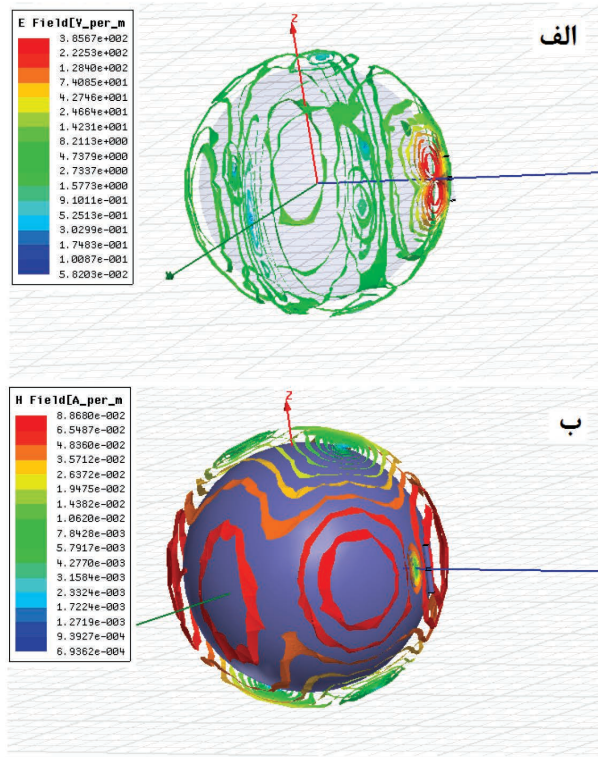 الف
E Field[V_per_m
3.8567e+002
2.2253e+002
1.2840e+002
7.4085e+001
4.2746e+001
2.4664e+001
1.4231e+001
8.2113e+000
4.7379e+000
2.7337e+000
1.5773e+000
9.1011e-001
5.2513e-001
3.0299e-001
1.7483e-001
1.0087e-001
5.8203e-002
Z
ب
H Field[A_per_m
8.8680e-002
6.5487e-002
4.8360e-002
3.5712e-002
2.6372e-002
1.9475e-002
1.4382e-002
1.0620e-002
7.8428e-003
5.7917e-003
4.2770e-003
3.1584e-003
2.3324e-003
1.7224e-003
1.2719e-003
9.3927e-004
6.9362e-004
Z